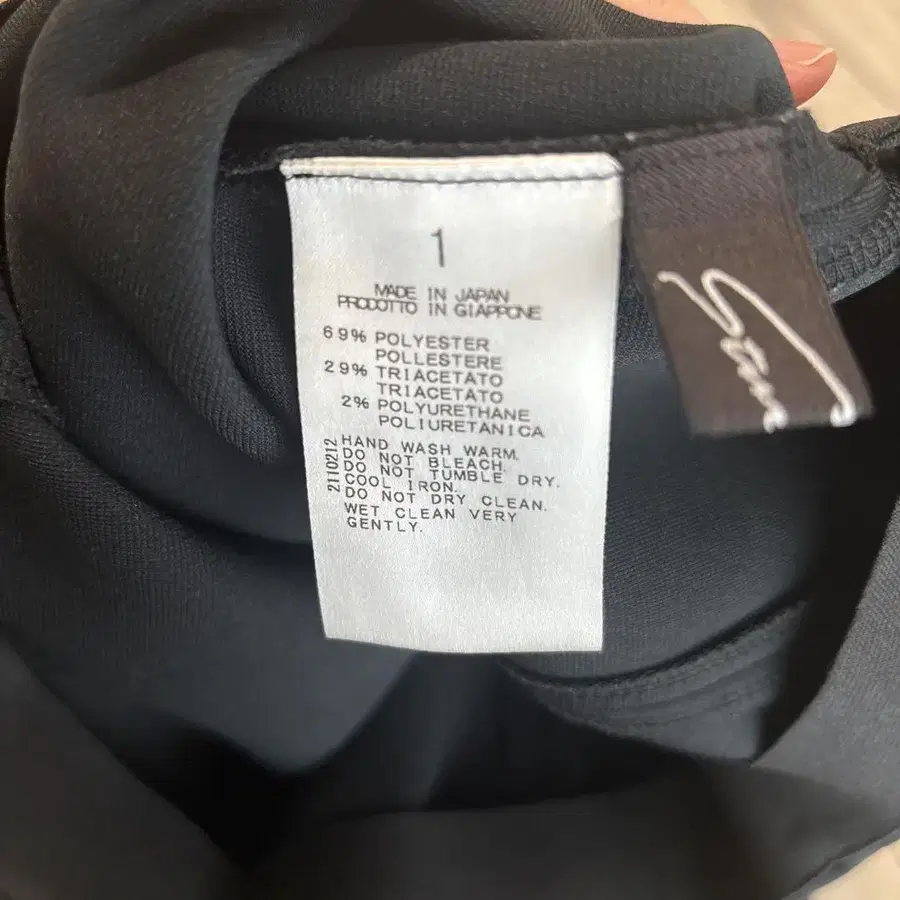 1
MADE IN JAPAN
PRODOTTO IN GIAPPONE
69% POLYESTER
POLLESTERE
29% TRIACETATO
TRIACETATO
2% POLYURETHANE
POLIURETANICA
2110212
HAND WASH WARM.
DO NOT BLEACH.
DO NOT TUMBLE DRY.
COOL IRON.
DO NOT DRY CLEAN.
WET CLEAN VERY
GENTLY.